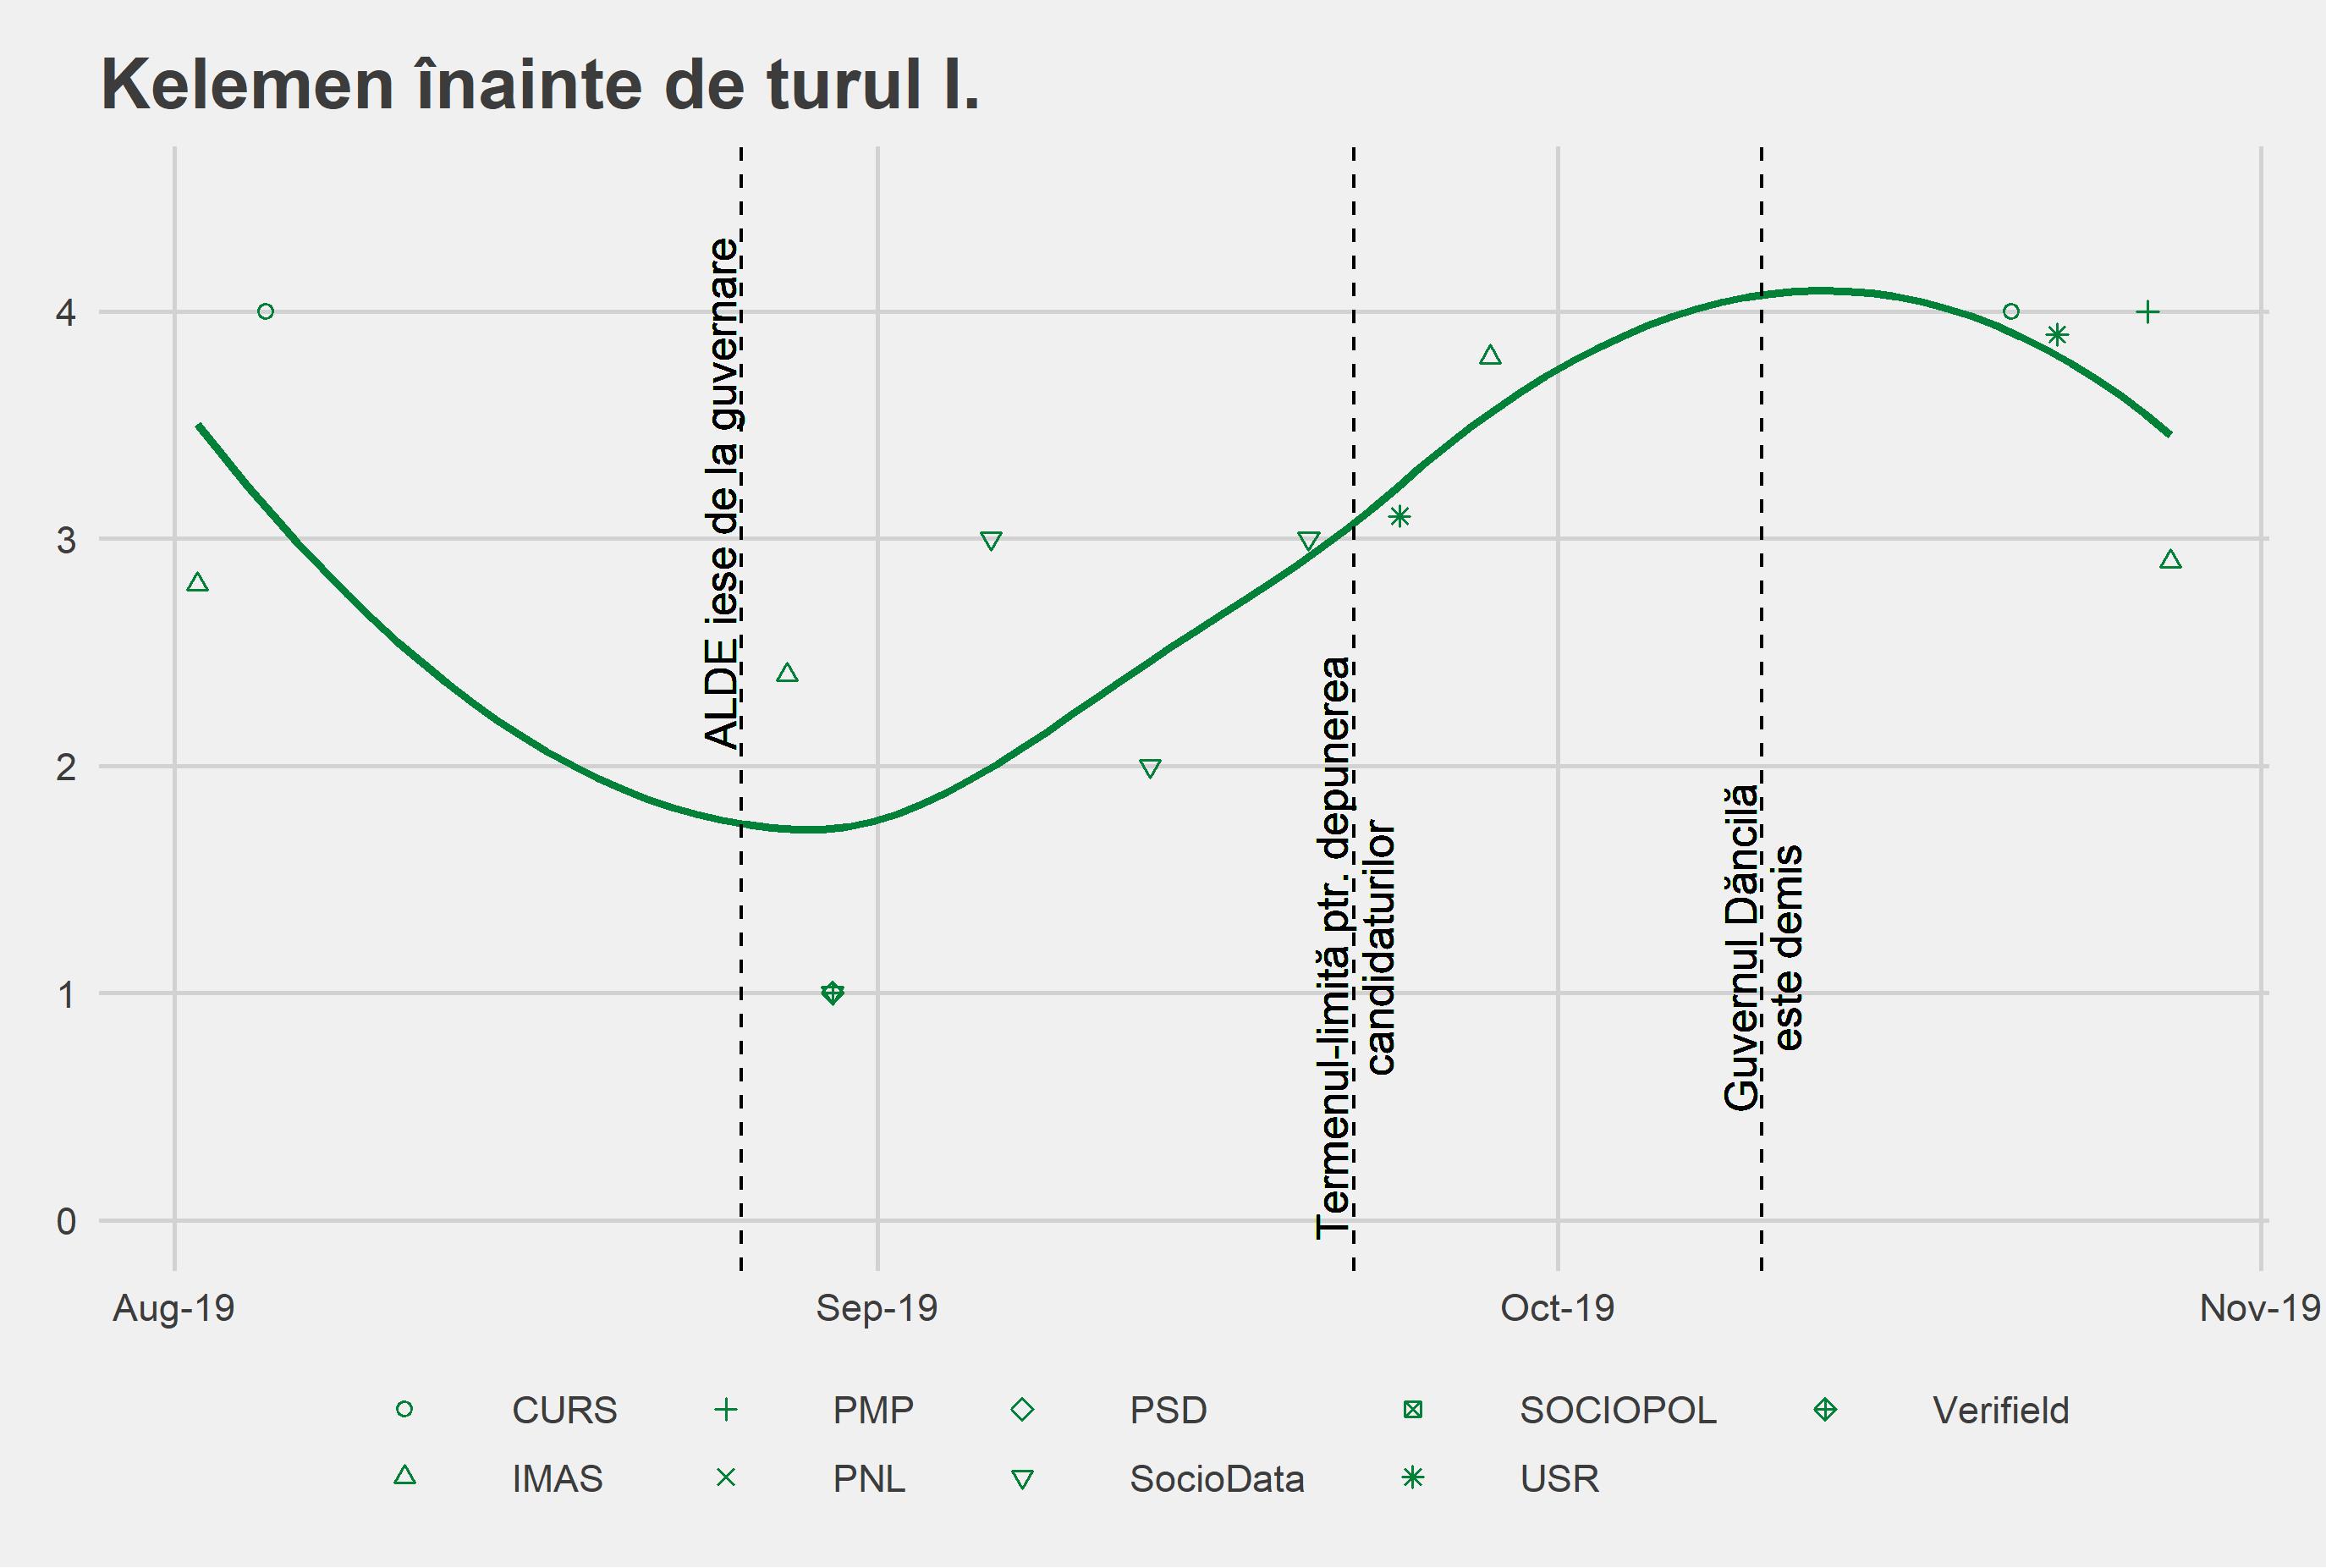 Kelemen înainte de turul I.
4
3
2
1
0
ALDE iese de la guvernare
Termenul-limită ptr. depunerea
candidaturilor
Guvernul Dăncilă
este demis
Aug-19
Sep-19
Oct-19
Nov-19
CURS
PMP
PSD
SOCIOPOL
Verifield
IMAS
PNL
SocioData
USR